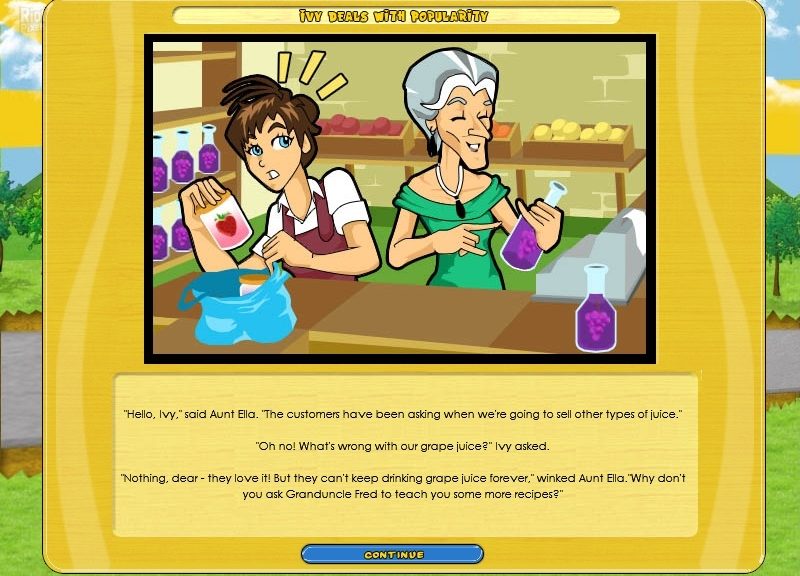 IVY DEALS WITH POPULARITY
"Hello, Ivy," said Aunt Ella. "The customers have been asking when we're going to sell other types of juice."
"Oh no! What's wrong with our grape juice?" Ivy asked.
"Nothing, dear - they love it! But they can't keep drinking grape juice forever," winked Aunt Ella."Why don't
you ask Granduncle Fred to teach you some more recipes?"
CONTINUE